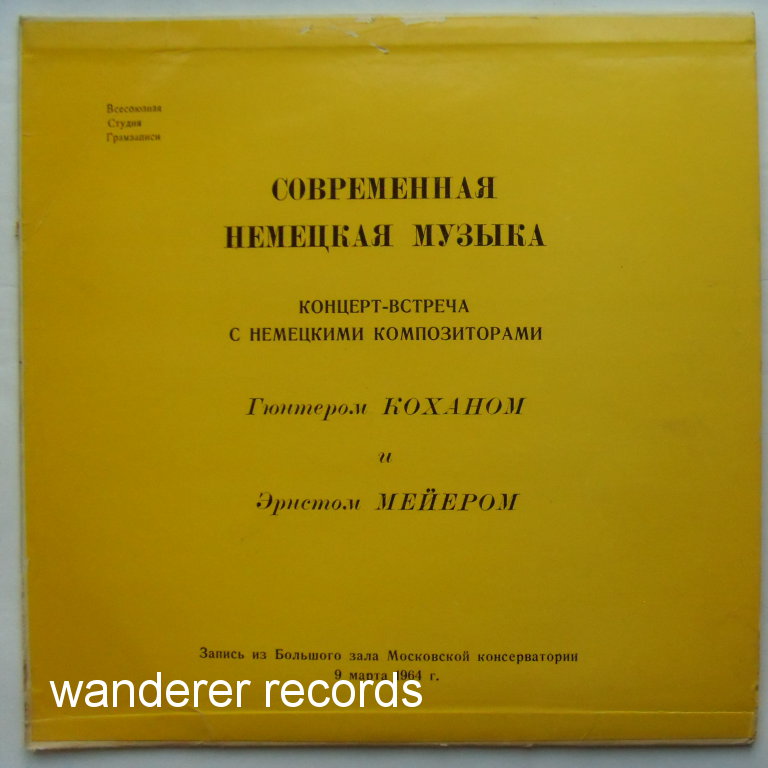 Всесоюзная
Студия
Грамзаписи
СОВРЕМЕННАЯ
НЕМЕЦКАЯ МУЗЫКА
КОНЦЕРТ-ВСТРЕЧА
С НЕМЕЦКИМИ КОМПОЗИТОРАМИ
Гюнтером КОХАНОМ
и
Эрнстом МЕЙЕРОМ
Запись из Большого зала Московской консерватории
9 марта 1964 г.
wanderer records